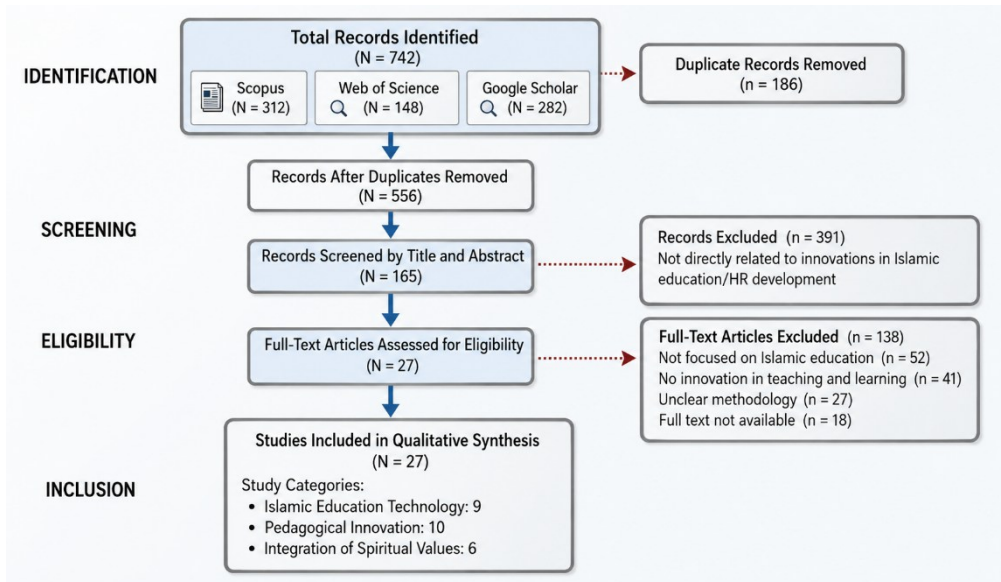 Total Records Identified
(N = 742)
IDENTIFICATION
Scopus
(N = 312)
Web of Science
(N = 148)
Google Scholar
(N = 282)
Duplicate Records Removed
(n = 186)
Records After Duplicates Removed
(N = 556)
SCREENING
Records Screened by Title and Abstract
(N = 165)
Records Excluded (n = 391)
Not directly related to innovations in Islamic
education/HR development
ELIGIBILITY
Full-Text Articles Assessed for Eligibility
(N = 27)
Full-Text Articles Excluded (n = 138)
Not focused on Islamic education (n = 52)
No innovation in teaching and learning (n = 41)
Unclear methodology (n = 27)
Full text not available (n = 18)
INCLUSION
Studies Included in Qualitative Synthesis
(N = 27)
Study Categories:
• Islamic Education Technology: 9
• Pedagogical Innovation: 10
• Integration of Spiritual Values: 6